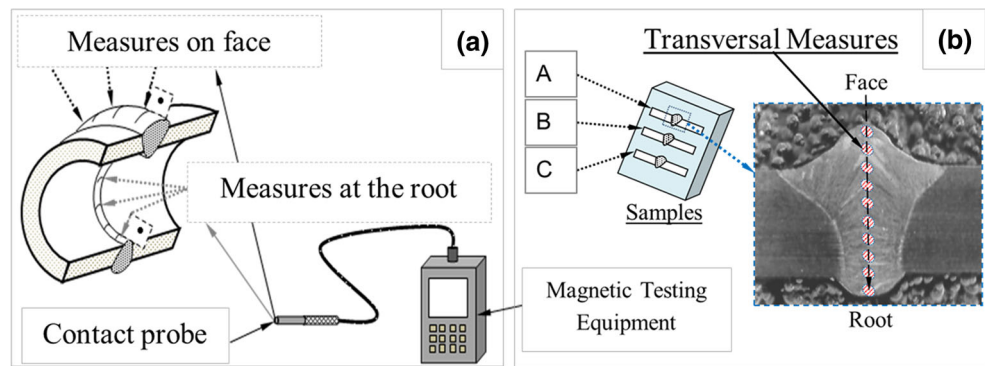 Measures on face
(a)
Measures at the root
Contact probe
Magnetic Testing
Equipment
Transversal Measures
(b)
A
B
C
Samples
Face
Root